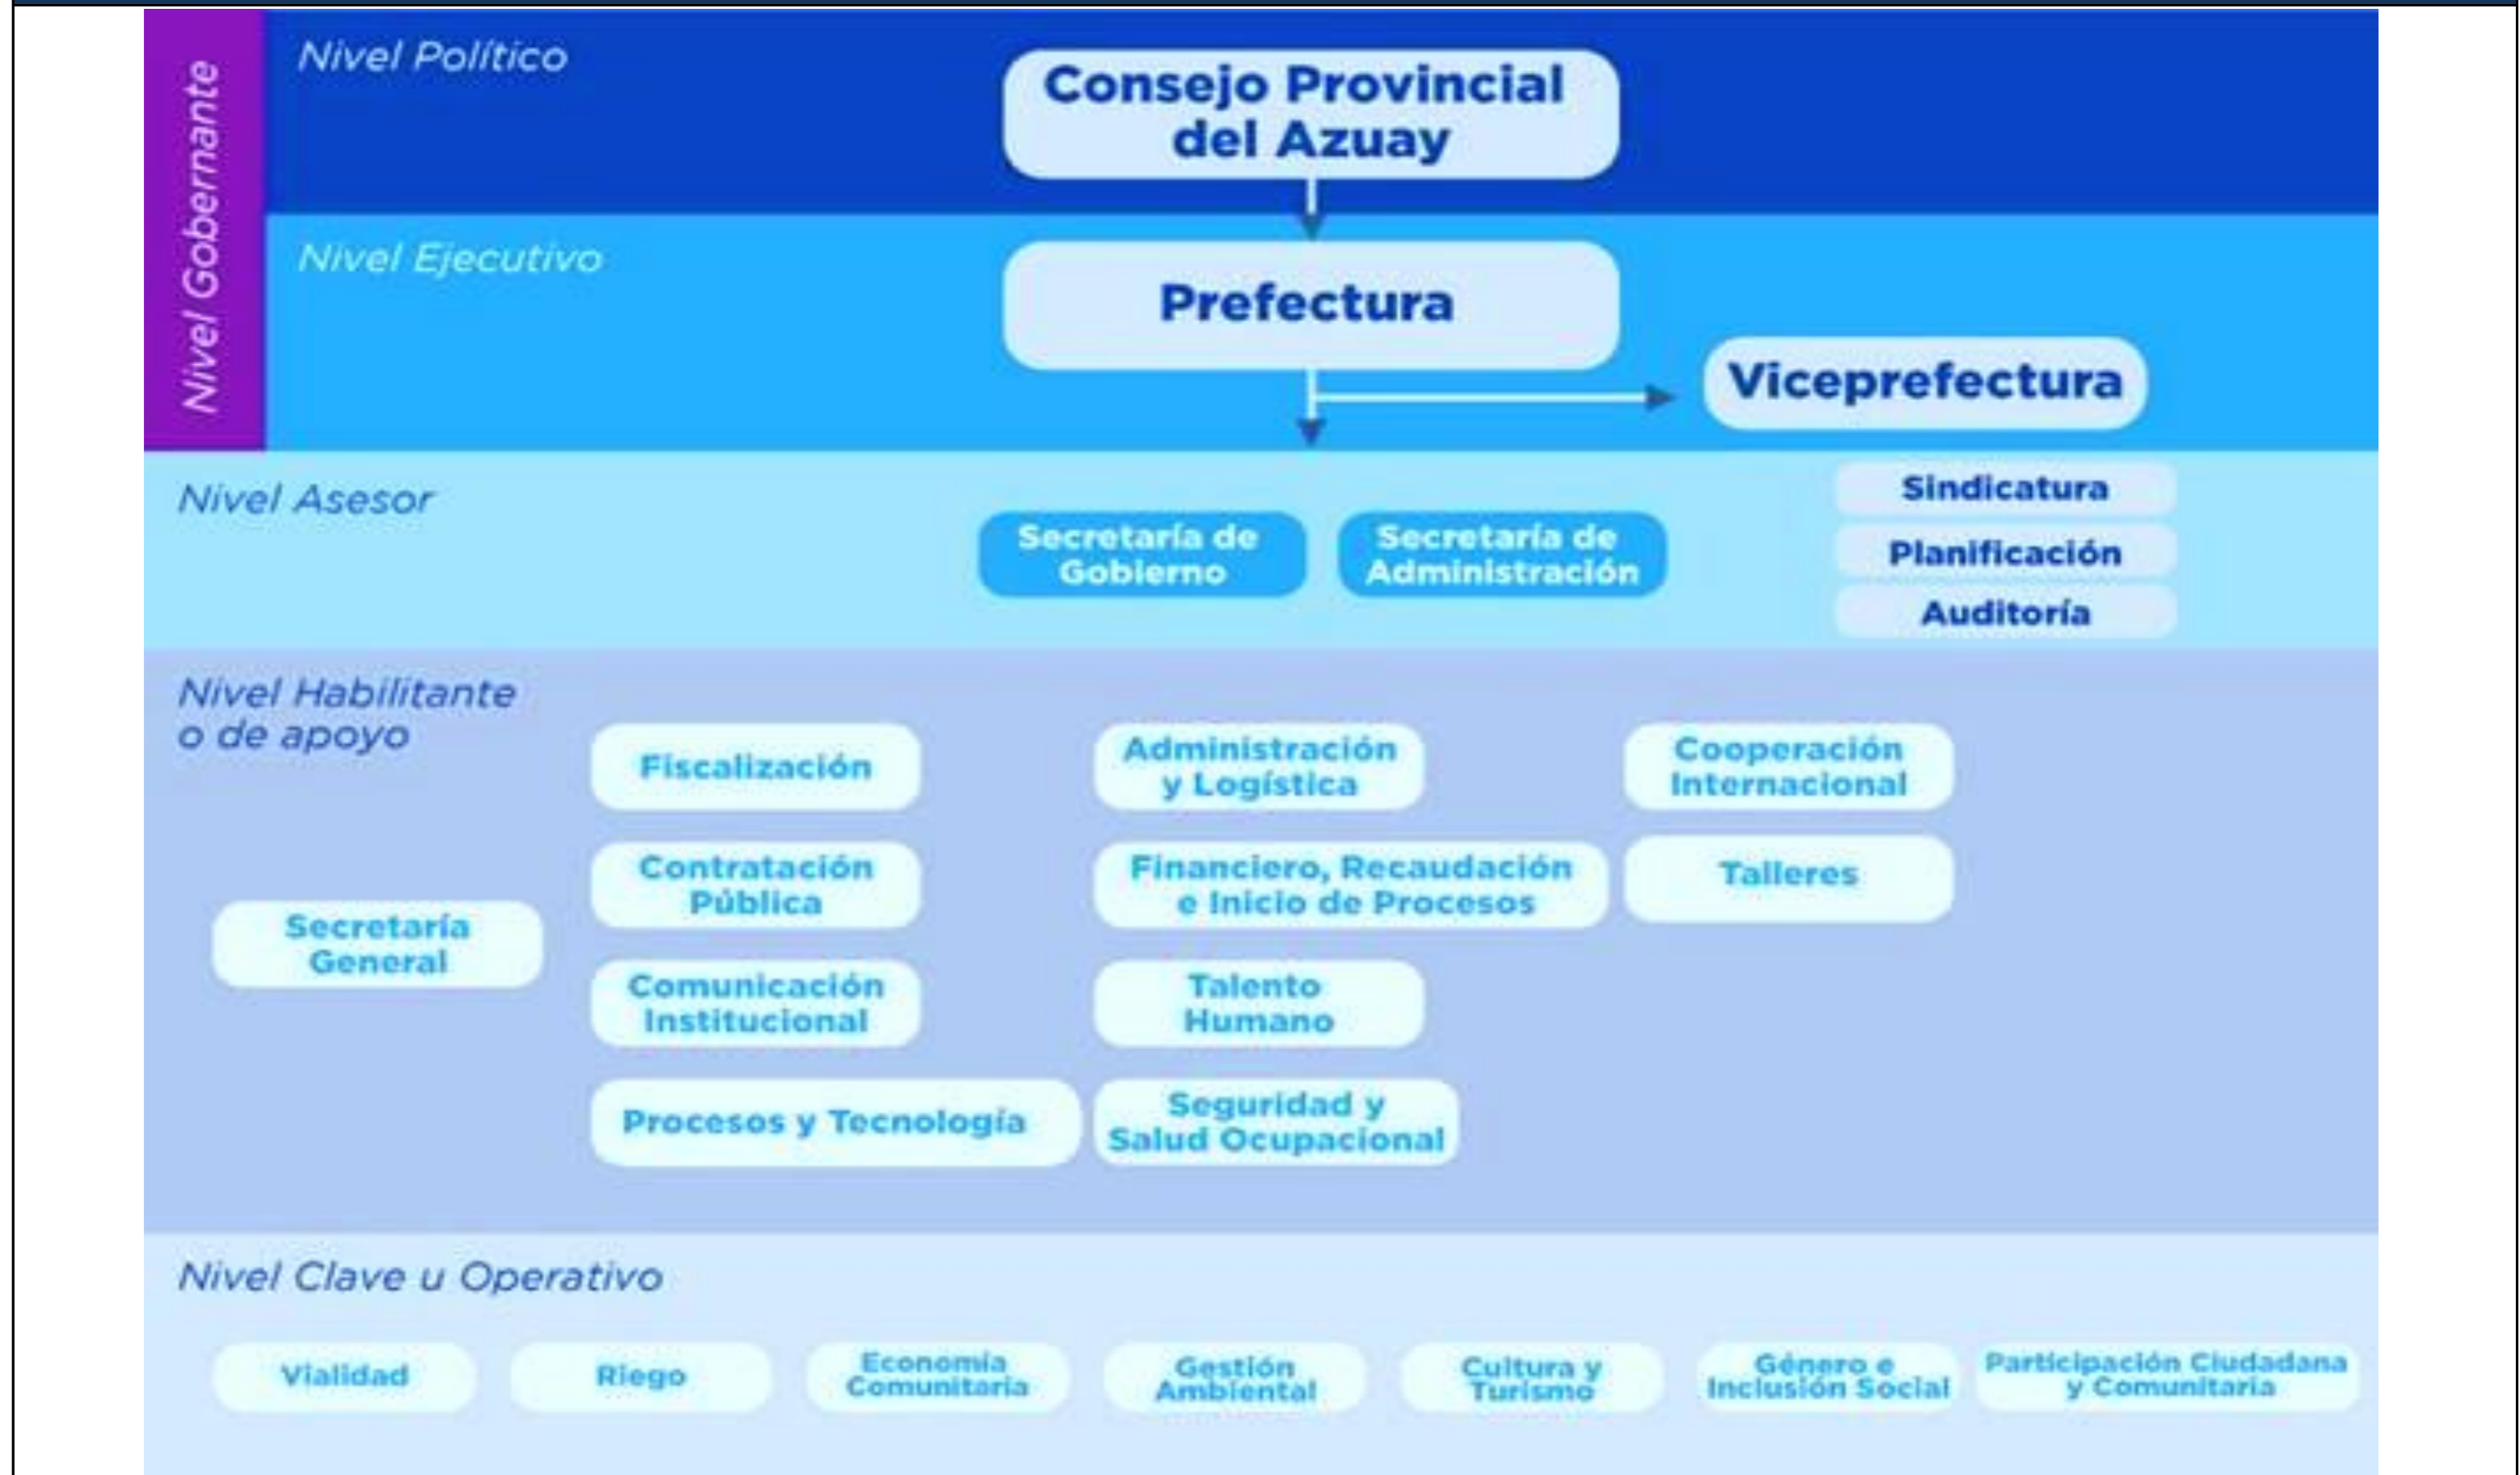 Nivel Gobernante
Nivel Político
Consejo Provincial
del Azuay
Nivel Ejecutivo
Prefectura
Viceprefectura
Nivel Asesor
Secretaría de
Gobierno
Secretaría de
Administración
Sindicatura
Planificación
Auditoría
Nivel Habilitante
o de apoyo
Secretaría
General
Fiscalización
Contratación
Pública
Comunicación
Institucional
Procesos y Tecnología
Administración
y Logística
Financiero, Recaudación
e Inicio de Procesos
Talento
Humano
Seguridad y
Salud Ocupacional
Cooperación
Internacional
Talleres
Nivel Clave u Operativo
Vialidad
Riego
Economía
Comunitaria
Gestión
Ambiental
Cultura y
Turismo
Género e
Inclusión Social
Participación Ciudadana
y Comunitaria